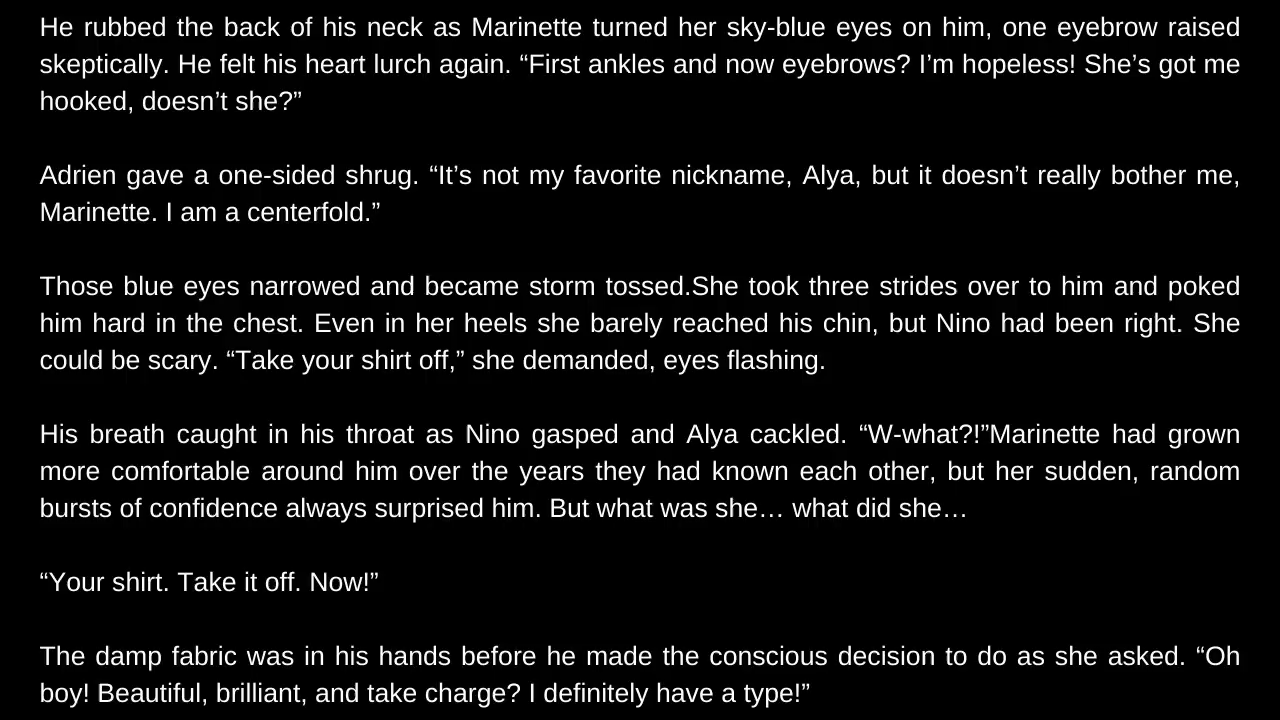 He rubbed the back of his neck as Marinette turned her sky-blue eyes on him, one eyebrow raised
skeptically. He felt his heart lurch again. “First ankles and now eyebrows? I’m hopeless! She’s got me
hooked, doesn’t she?”
Adrien gave a one-sided shrug. “It’s not my favorite nickname, Alya, but it doesn’t really bother me,
Marinette. I am a centerfold.”
Those blue eyes narrowed and became storm tossed.She took three strides over to him and poked
him hard in the chest. Even in her heels she barely reached his chin, but Nino had been right. She
could be scary. “Take your shirt off,” she demanded, eyes flashing.
His breath caught in his throat as Nino gasped and Alya cackled. “W-what?!”Marinette had grown
more comfortable around him over the years they had known each other, but her sudden, random
bursts of confidence always surprised him. But what was she… what did she…
“Your shirt. Take it off. Now!”
The damp fabric was in his hands before he made the conscious decision to do as she asked. “Oh
boy! Beautiful, brilliant, and take charge? I definitely have a type!”